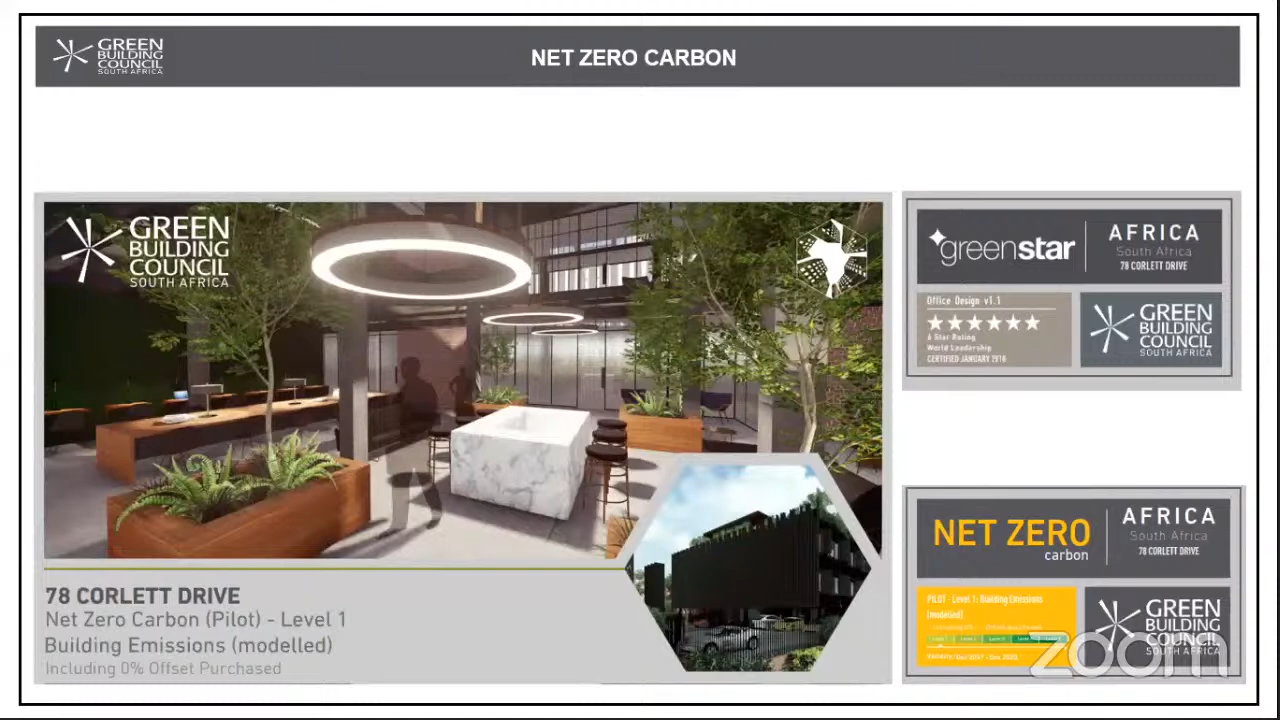 GREEN
BUILDING
COUNCIL
SOUTH AFRICA
NET ZERO CARBON
GREEN
BUILDING
COUNCIL
SOUTH AFRICA
78 CORLETT DRIVE
Net Zero Carbon (Pilot) - Level 1
Building Emissions (modelled)
Including 0% Offset Purchased
greenstar
AFRICA
South Africa
78 CORLETT DRIVE
Office Design v1.1
6 Star Rating
World Leadership
CERTIFIED JANUARY
GREEN
BUILDING
COUNCIL
SOUTH AFRICA
NET ZERO
carbon
AFRICA
South Africa
78 CORLETT DRIVE
PILOT - Level 1: Building Emissions
(modelled)
GREEN
BUILDING
COUNCIL
SOUTH AFRICA
zoom